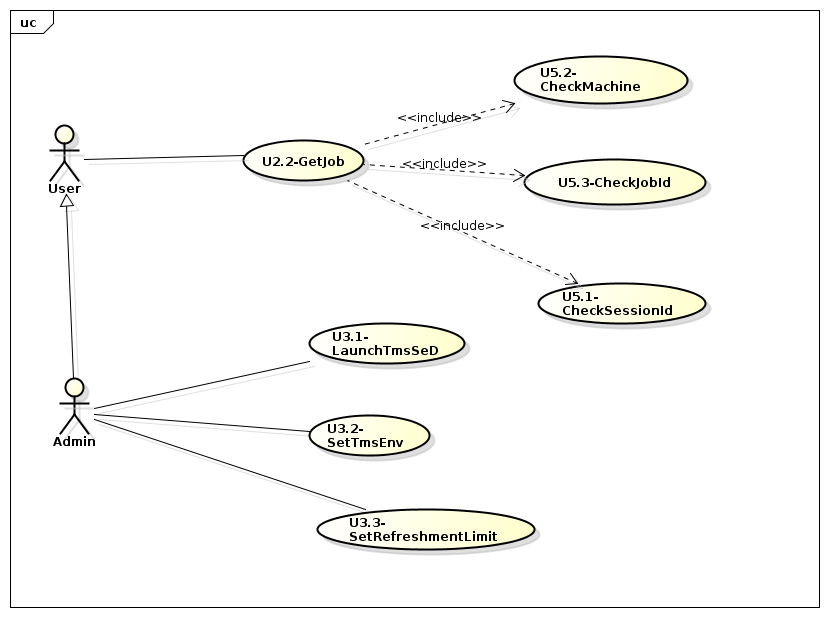 uc
U5.2-
CheckMachine
<<include>>
User
U2.2-GetJob
<<include>>
U5.3-CheckJobId
<<include>>
U5.1-
CheckSessionId
U3.1-
LaunchTmsSeD
Admin
U3.2-
SetTmsEnv
U3.3-
SetRefreshmentLimit